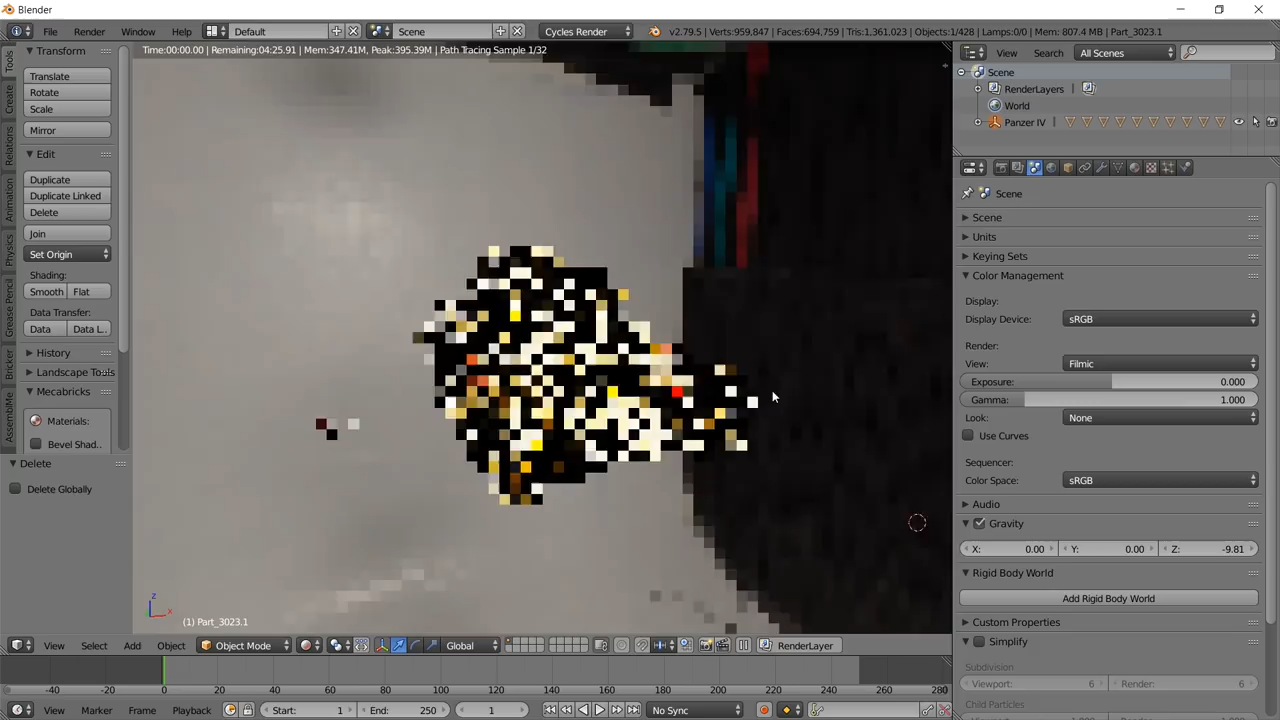 Blender
File Render Window Help Default Scene Cycles Render v2.79.5 | Verts:959,847 | Faces:694,759 | Tris:1,361,023 | Objects:1/428 | Lamps:0/0 | Mem: 807.4 MB | Part_3023.1
Time:00:00.00 | Remaining:04:25.91 | Mem:347.41M, Peak:395.39M | Path Tracing Sample 1/32
View Search All Scenes
Scene
RenderLayers
World
Panzer IV
Tools
Create
Relations
Animation
Physics
Grease Pencil
Bricker
AssemblMe
Transform
Translate
Rotate
Scale
Mirror
Edit
Duplicate
Duplicate Linked
Delete
Join
Set Origin
Shading:
Smooth Flat
Data Transfer:
Data Data L..
History
Landscape Tools
Mecabricks
Materials:
Bevel Shad..
Delete
Delete Globally
z
x
(1) Part_3023.1
Scene
Scene
Units
Keying Sets
Color Management
Display:
Display Device: sRGB
Render:
View: Filmic
Exposure: 0.000
Gamma: 1.000
Look: None
Use Curves
Sequencer:
Color Space: sRGB
Audio
Gravity
X: 0.00 Y: 0.00 Z: -9.81
Rigid Body World
Add Rigid Body World
Custom Properties
Simplify
Subdivision
Viewport: 6 Render: 6
Child Particles
View Select Add Object Object Mode Global RenderLayer
-40 -20 0 20 40 60 80 100 120 140 160 180 200 220 240 260 280
View Marker Frame Playback Start: 1 End: 250 1 No Sync